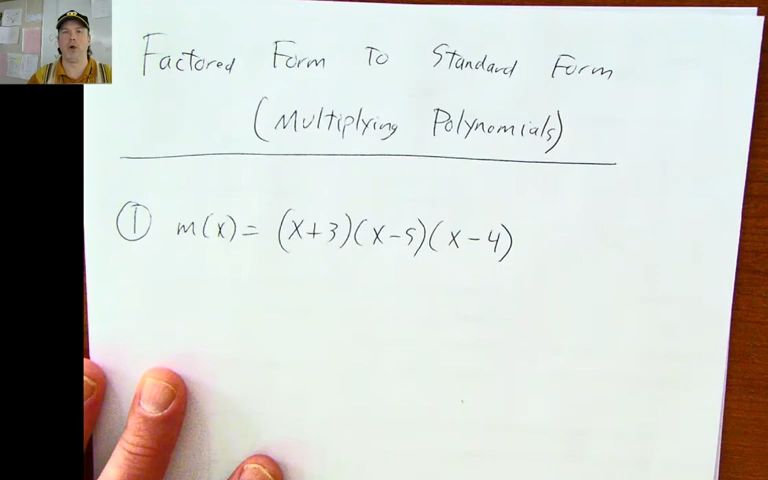 Factored Form To Standard Form
(Multiplying Polynomials)
① m(x) = (x+3)(x-5)(x-4)